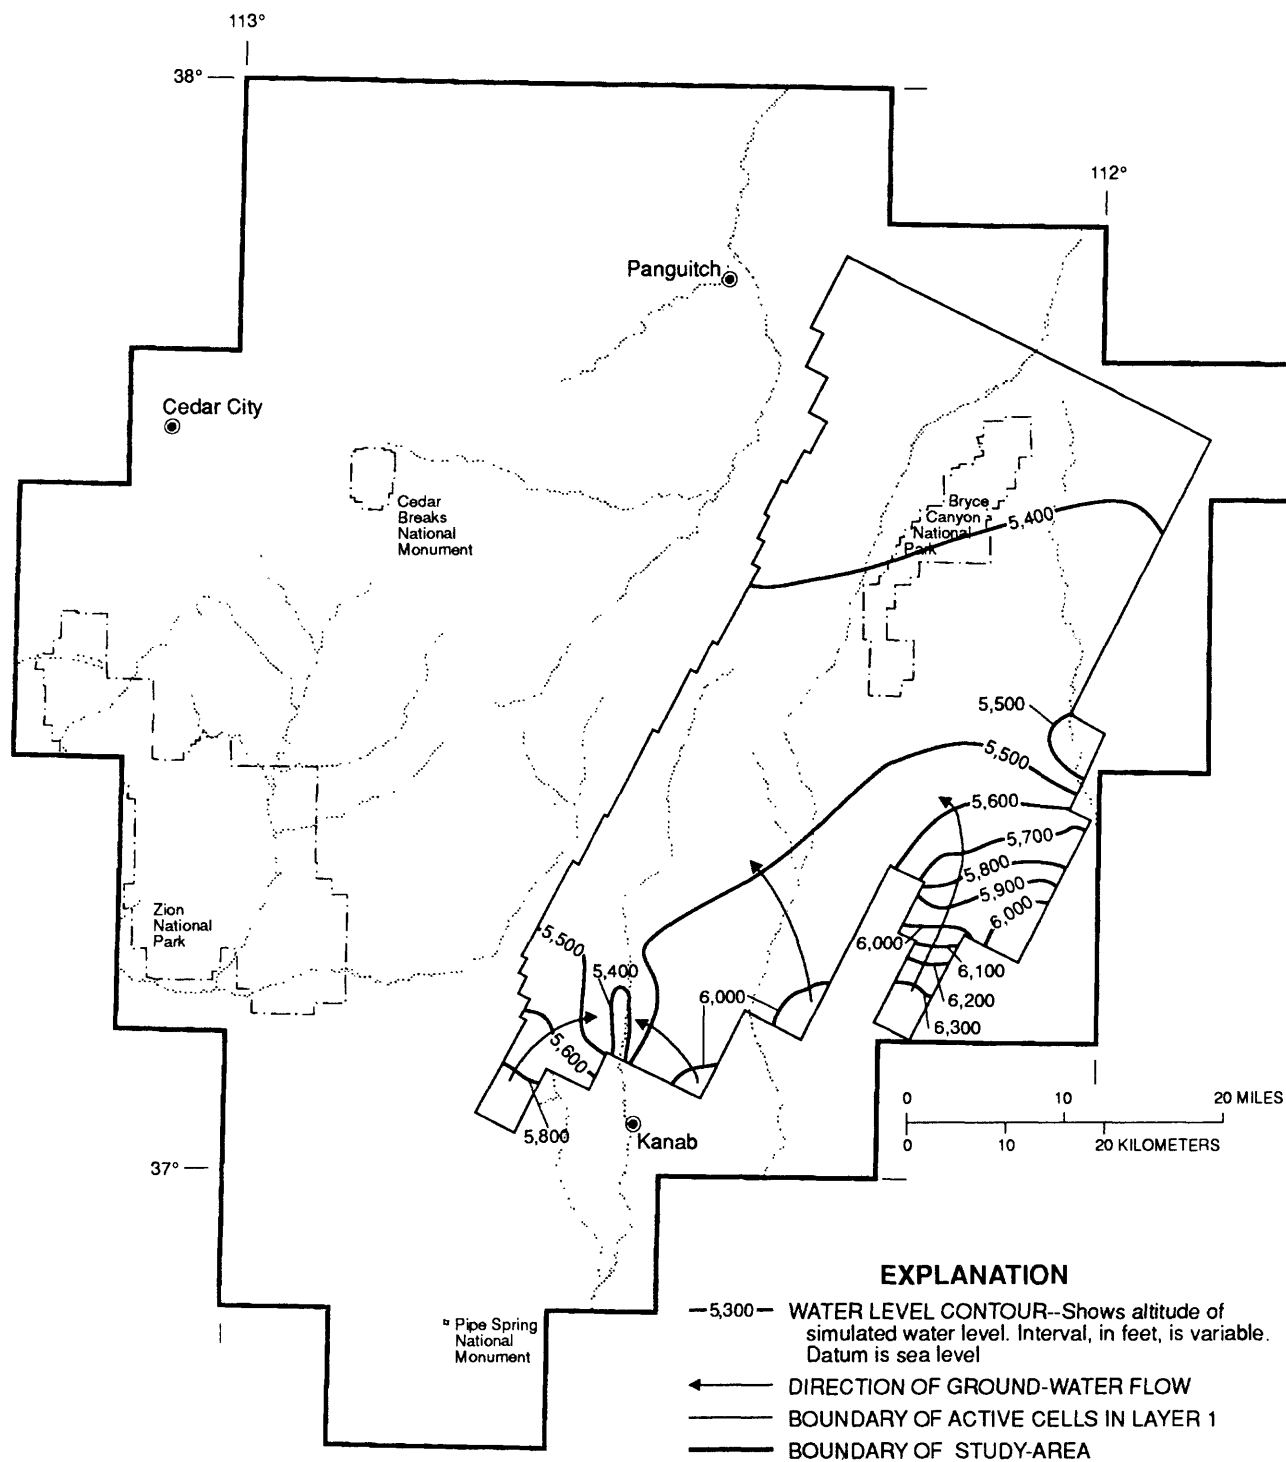 113°
38°
112°
Panguitch
Cedar City
Cedar
Breaks
National
Monument
Bryce
Canyon
National
Park
5,400
5,500
5,500
5,600
5,700
5,800
5,900
6,000
Zion
National
Park
5,500
5,400
6,000
6,000
6,100
6,200
6,300
5,600
5,800
Kanab
0 10 20 MILES
0 10 20 KILOMETERS
37°
Pipe Spring
National
Monument
EXPLANATION
—5,300— WATER LEVEL CONTOUR--Shows altitude of
simulated water level. Interval, in feet, is variable.
Datum is sea level
DIRECTION OF GROUND-WATER FLOW
BOUNDARY OF ACTIVE CELLS IN LAYER 1
BOUNDARY OF STUDY-AREA